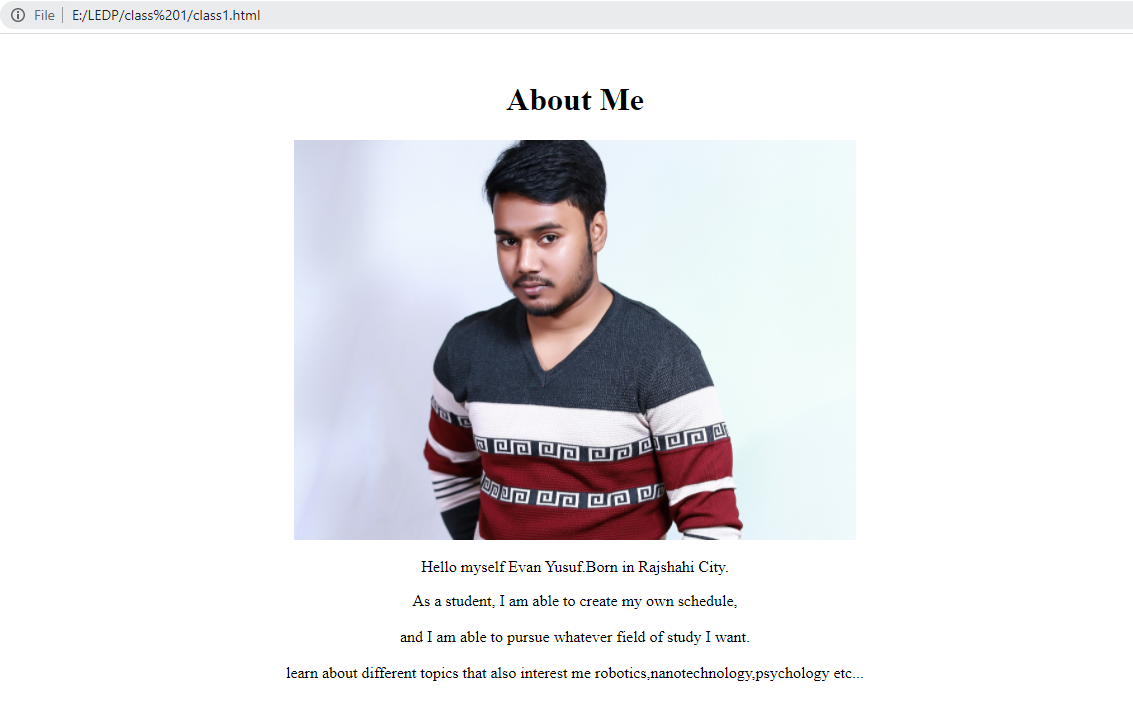 File E:/LEDP/class%201/class1.html
About Me
Hello myself Evan Yusuf.Born in Rajshahi City.
As a student, I am able to create my own schedule,
and I am able to pursue whatever field of study I want.
learn about different topics that also interest me robotics,nanotechnology,psychology etc...